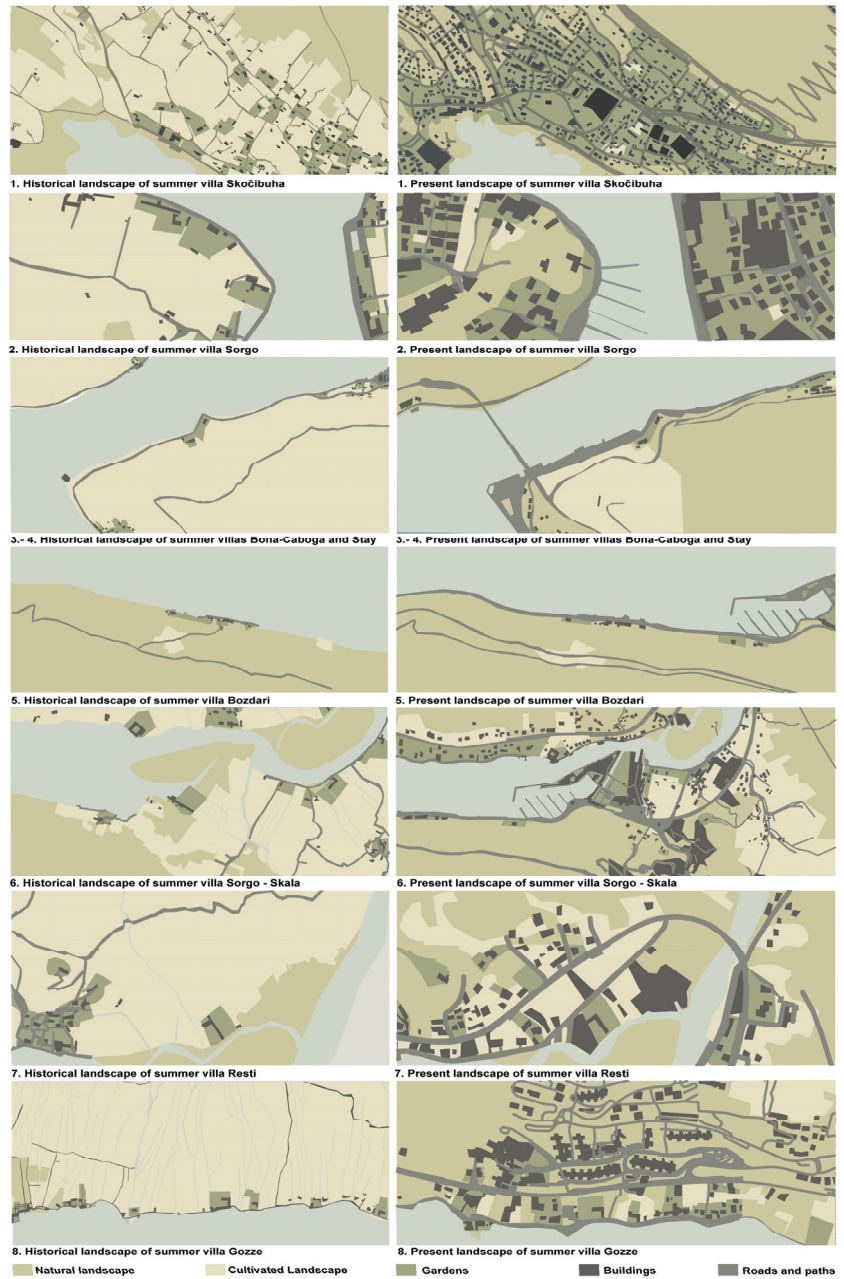 1. Historical landscape of summer villa Skočibuha
1. Present landscape of summer villa Skočibuha
2. Historical landscape of summer villa Sorgo
2. Present landscape of summer villa Sorgo
3.- 4. Historical landscape of summer villas Bona-Caboga and Stay
3.- 4. Present landscape of summer villas Bona-Caboga and Stay
5. Historical landscape of summer villa Bozdari
5. Present landscape of summer villa Bozdari
6. Historical landscape of summer villa Sorgo - Skala
6. Present landscape of summer villa Sorgo - Skala
7. Historical landscape of summer villa Resti
7. Present landscape of summer villa Resti
8. Historical landscape of summer villa Gozze
8. Present landscape of summer villa Gozze
Natural landscape
Cultivated Landscape
Gardens
Buildings
Roads and paths